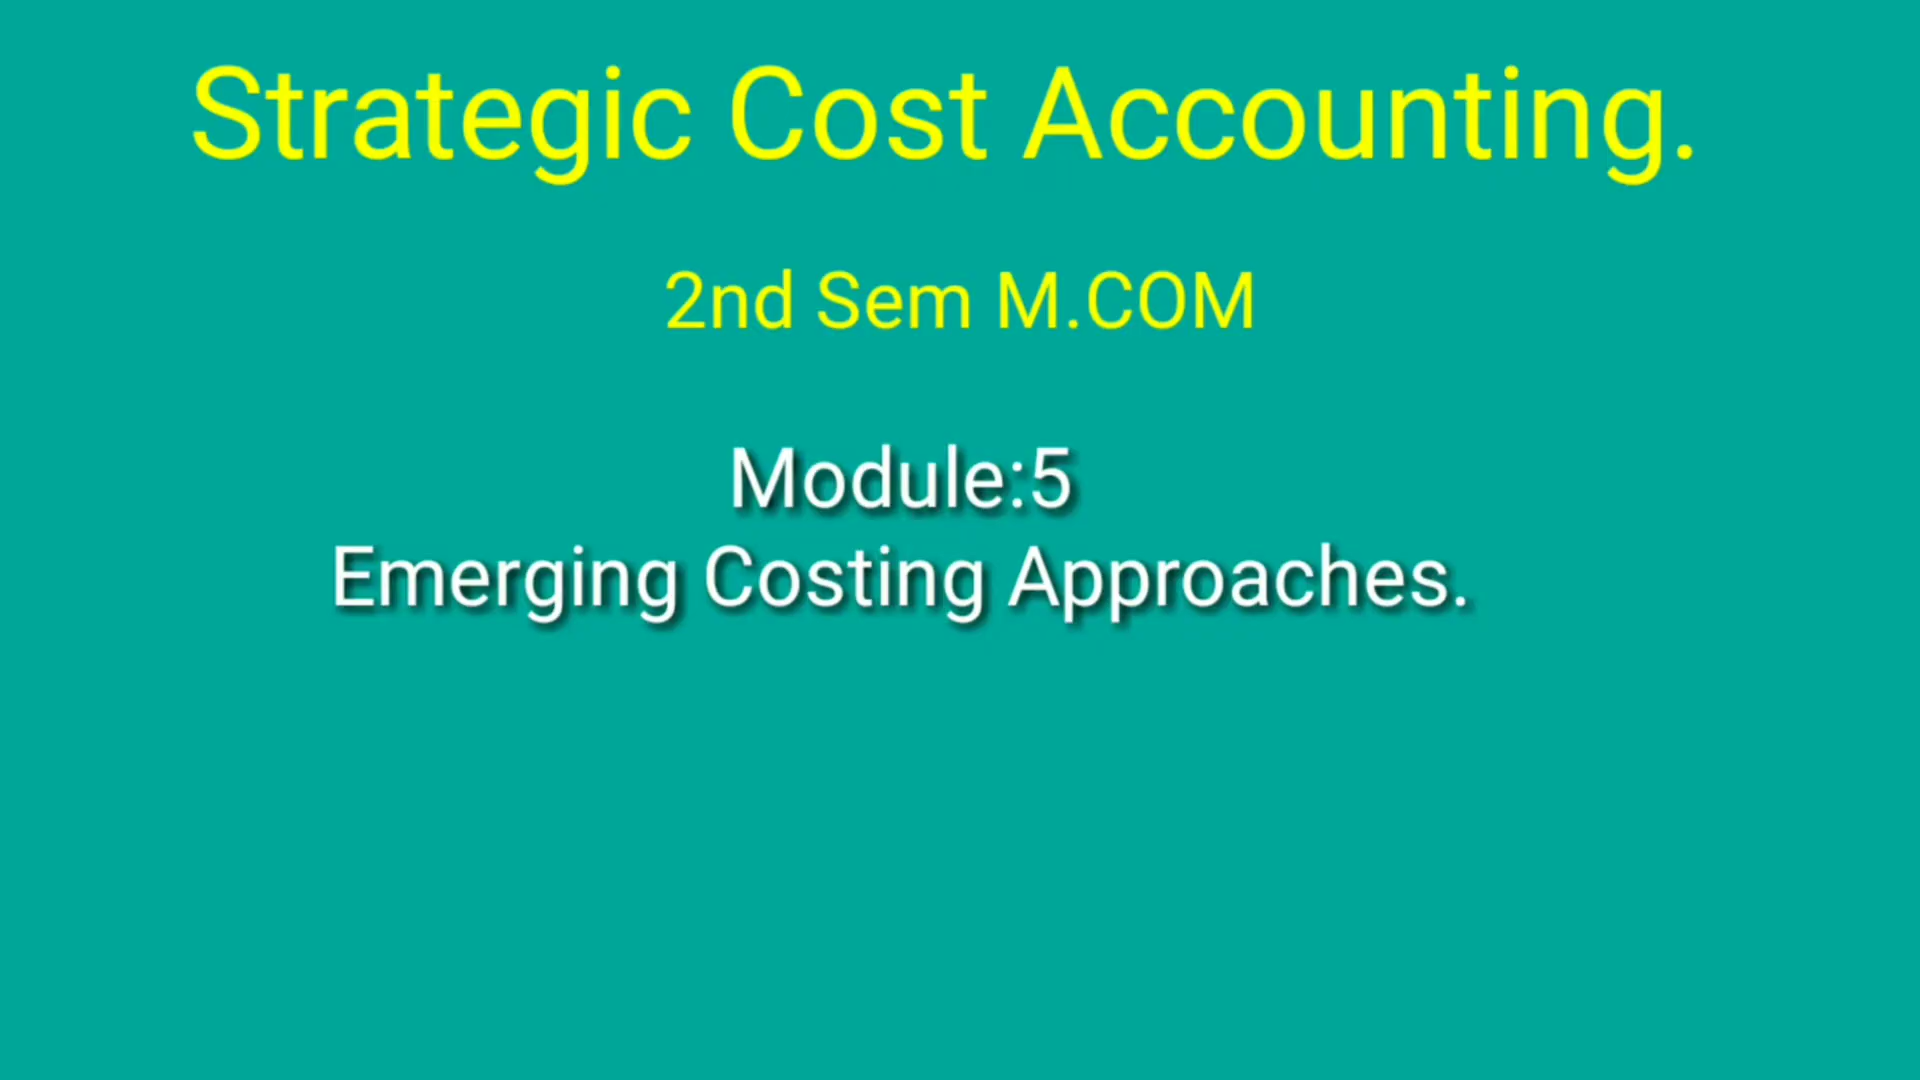 Strategic Cost Accounting.
2nd Sem M.COM
Module:5
Emerging Costing Approaches.